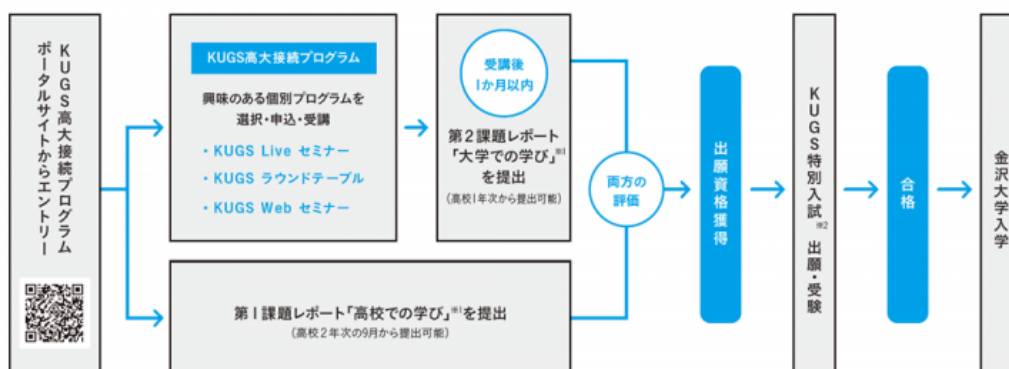 KUGS高大接続プログラム
ポータルサイトからエントリー
KUGS高大接続プログラム
興味のある個別プログラムを
選択・申込・受講
・KUGS Live セミナー
・KUGS ラウンドテーブル
・KUGS Web セミナー
受講後
1か月以内
第2課題レポート
「大学での学び」※1
を提出
(高校1年次から提出可能)
第1課題レポート「高校での学び」※1を提出
(高校2年次の9月から提出可能)
両方の
評価
出願資格獲得
KUGS特別入試※2 出願・受験
合格
金沢大学入学